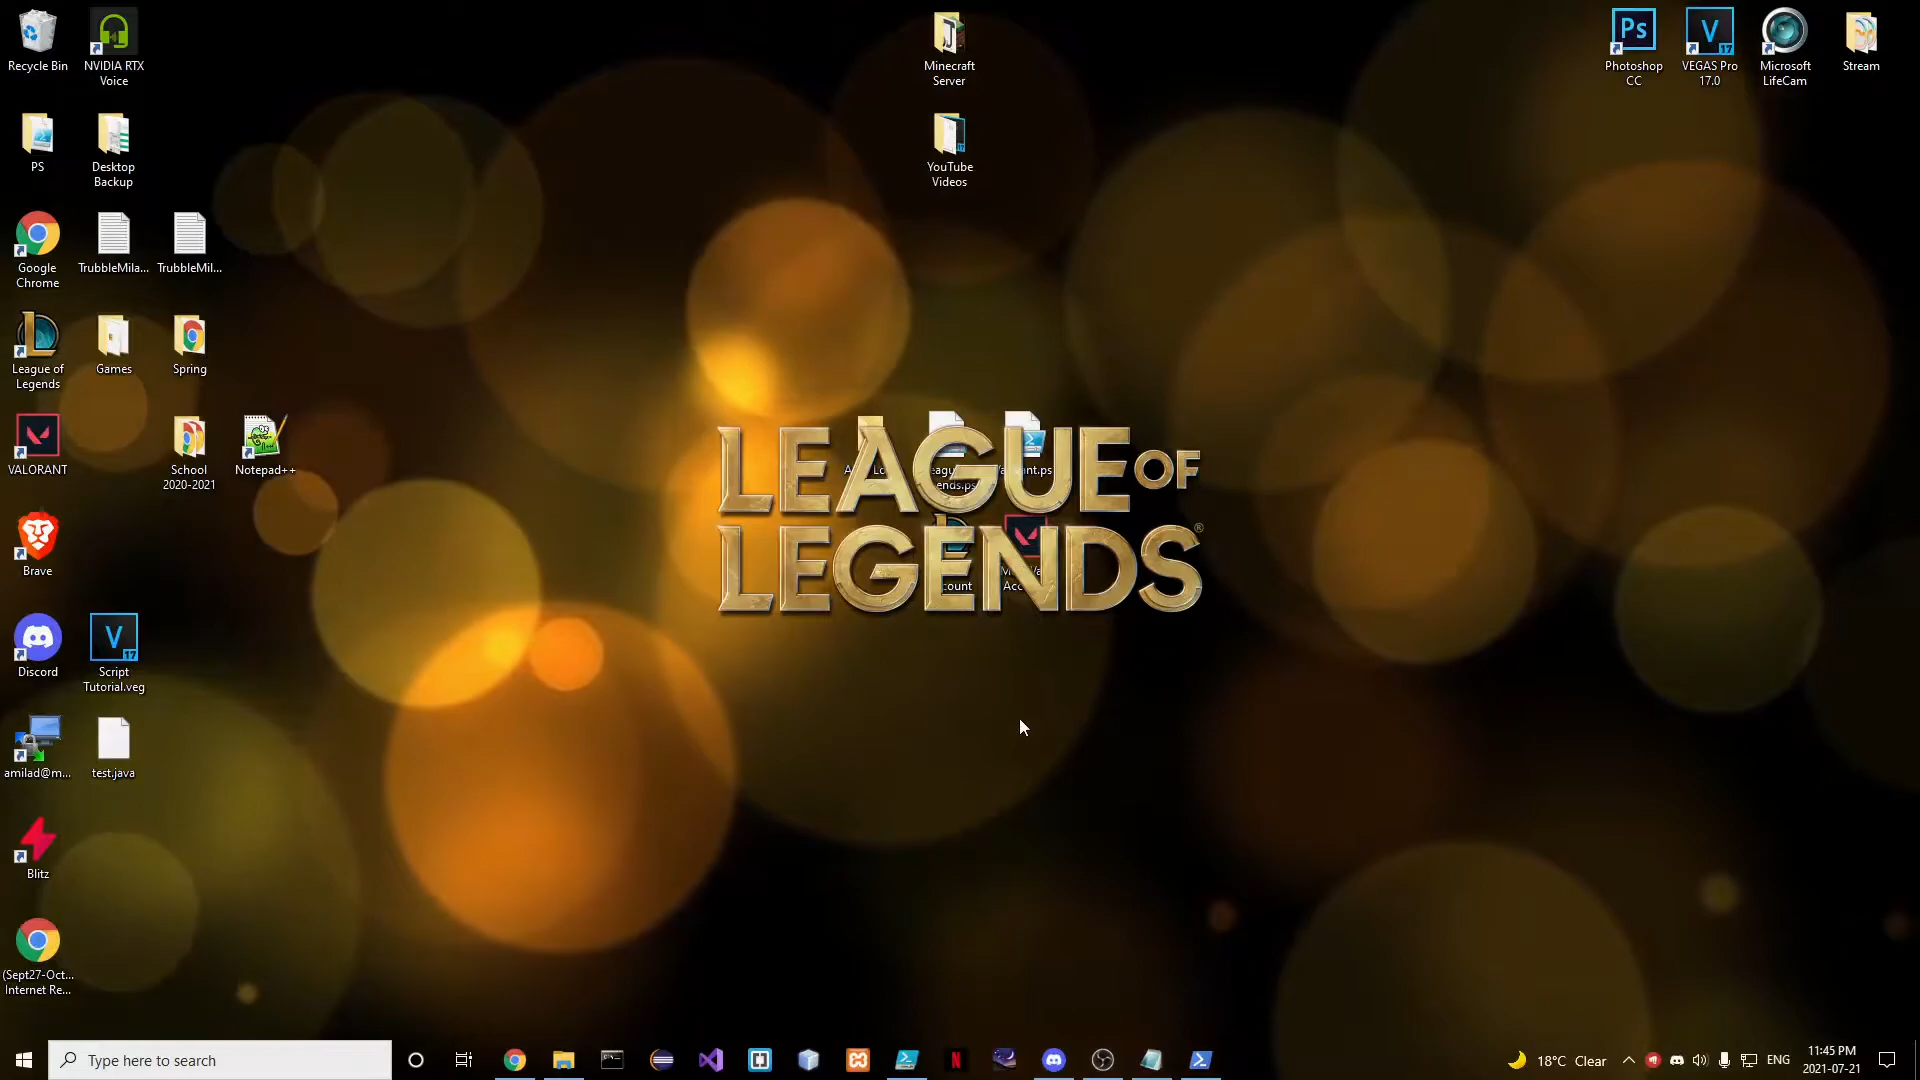 Recycle Bin
NVIDIA RTX
Voice
Minecraft
Server
Ps
Photoshop
CC
V
17
VEGAS Pro
17.0
Microsoft
LifeCam
Stream
PS
Desktop
Backup
YouTube
Videos
Google
Chrome
TrubbleMila...
TrubbleMil...
League of
Legends
Games
Spring
VALORANT
School
2020-2021
Notepad++
LEAGUE OF
LEGENDS®
Brave
Discord
V
17
Script
Tutorial.veg
amilad@m...
test.java
Blitz
(Sept27-Oct...
Internet Re...
Type here to search
18°C Clear
ENG
11:45 PM
2021-07-21